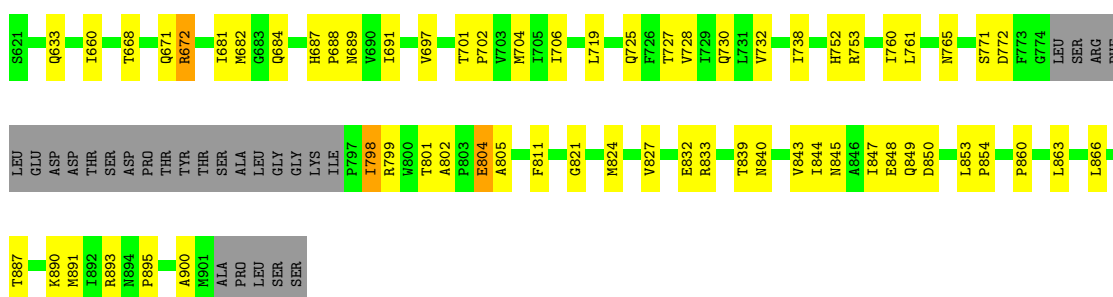 S621 Q633 I660 T668 Q671 R672 I681 M682 G683 Q684 H687 P688 N689 V690 I691 V697 T701 P702 V703 M704 I705 I706 L719 Q725 F726 T727 V728 I729 Q730 L731 V732 I738 H752 R753 I760 L761 N765 S771 D772 F773 G774 LEU SER ARG PHE
LEU GLU ASP ASP THR SER ASP PRO THR TYR THR SER ALA LEU GLY GLY LYS ILE P797 I798 R799 W800 T801 A802 P803 E804 A805 F811 G821 M824 V827 E832 R833 T839 N840 V843 I844 N845 A846 I847 E848 Q849 D850 L853 P854 P860 L863 L866
T887 K890 M891 I892 R893 N894 P895 A900 M901 ALA PRO LEU SER SER